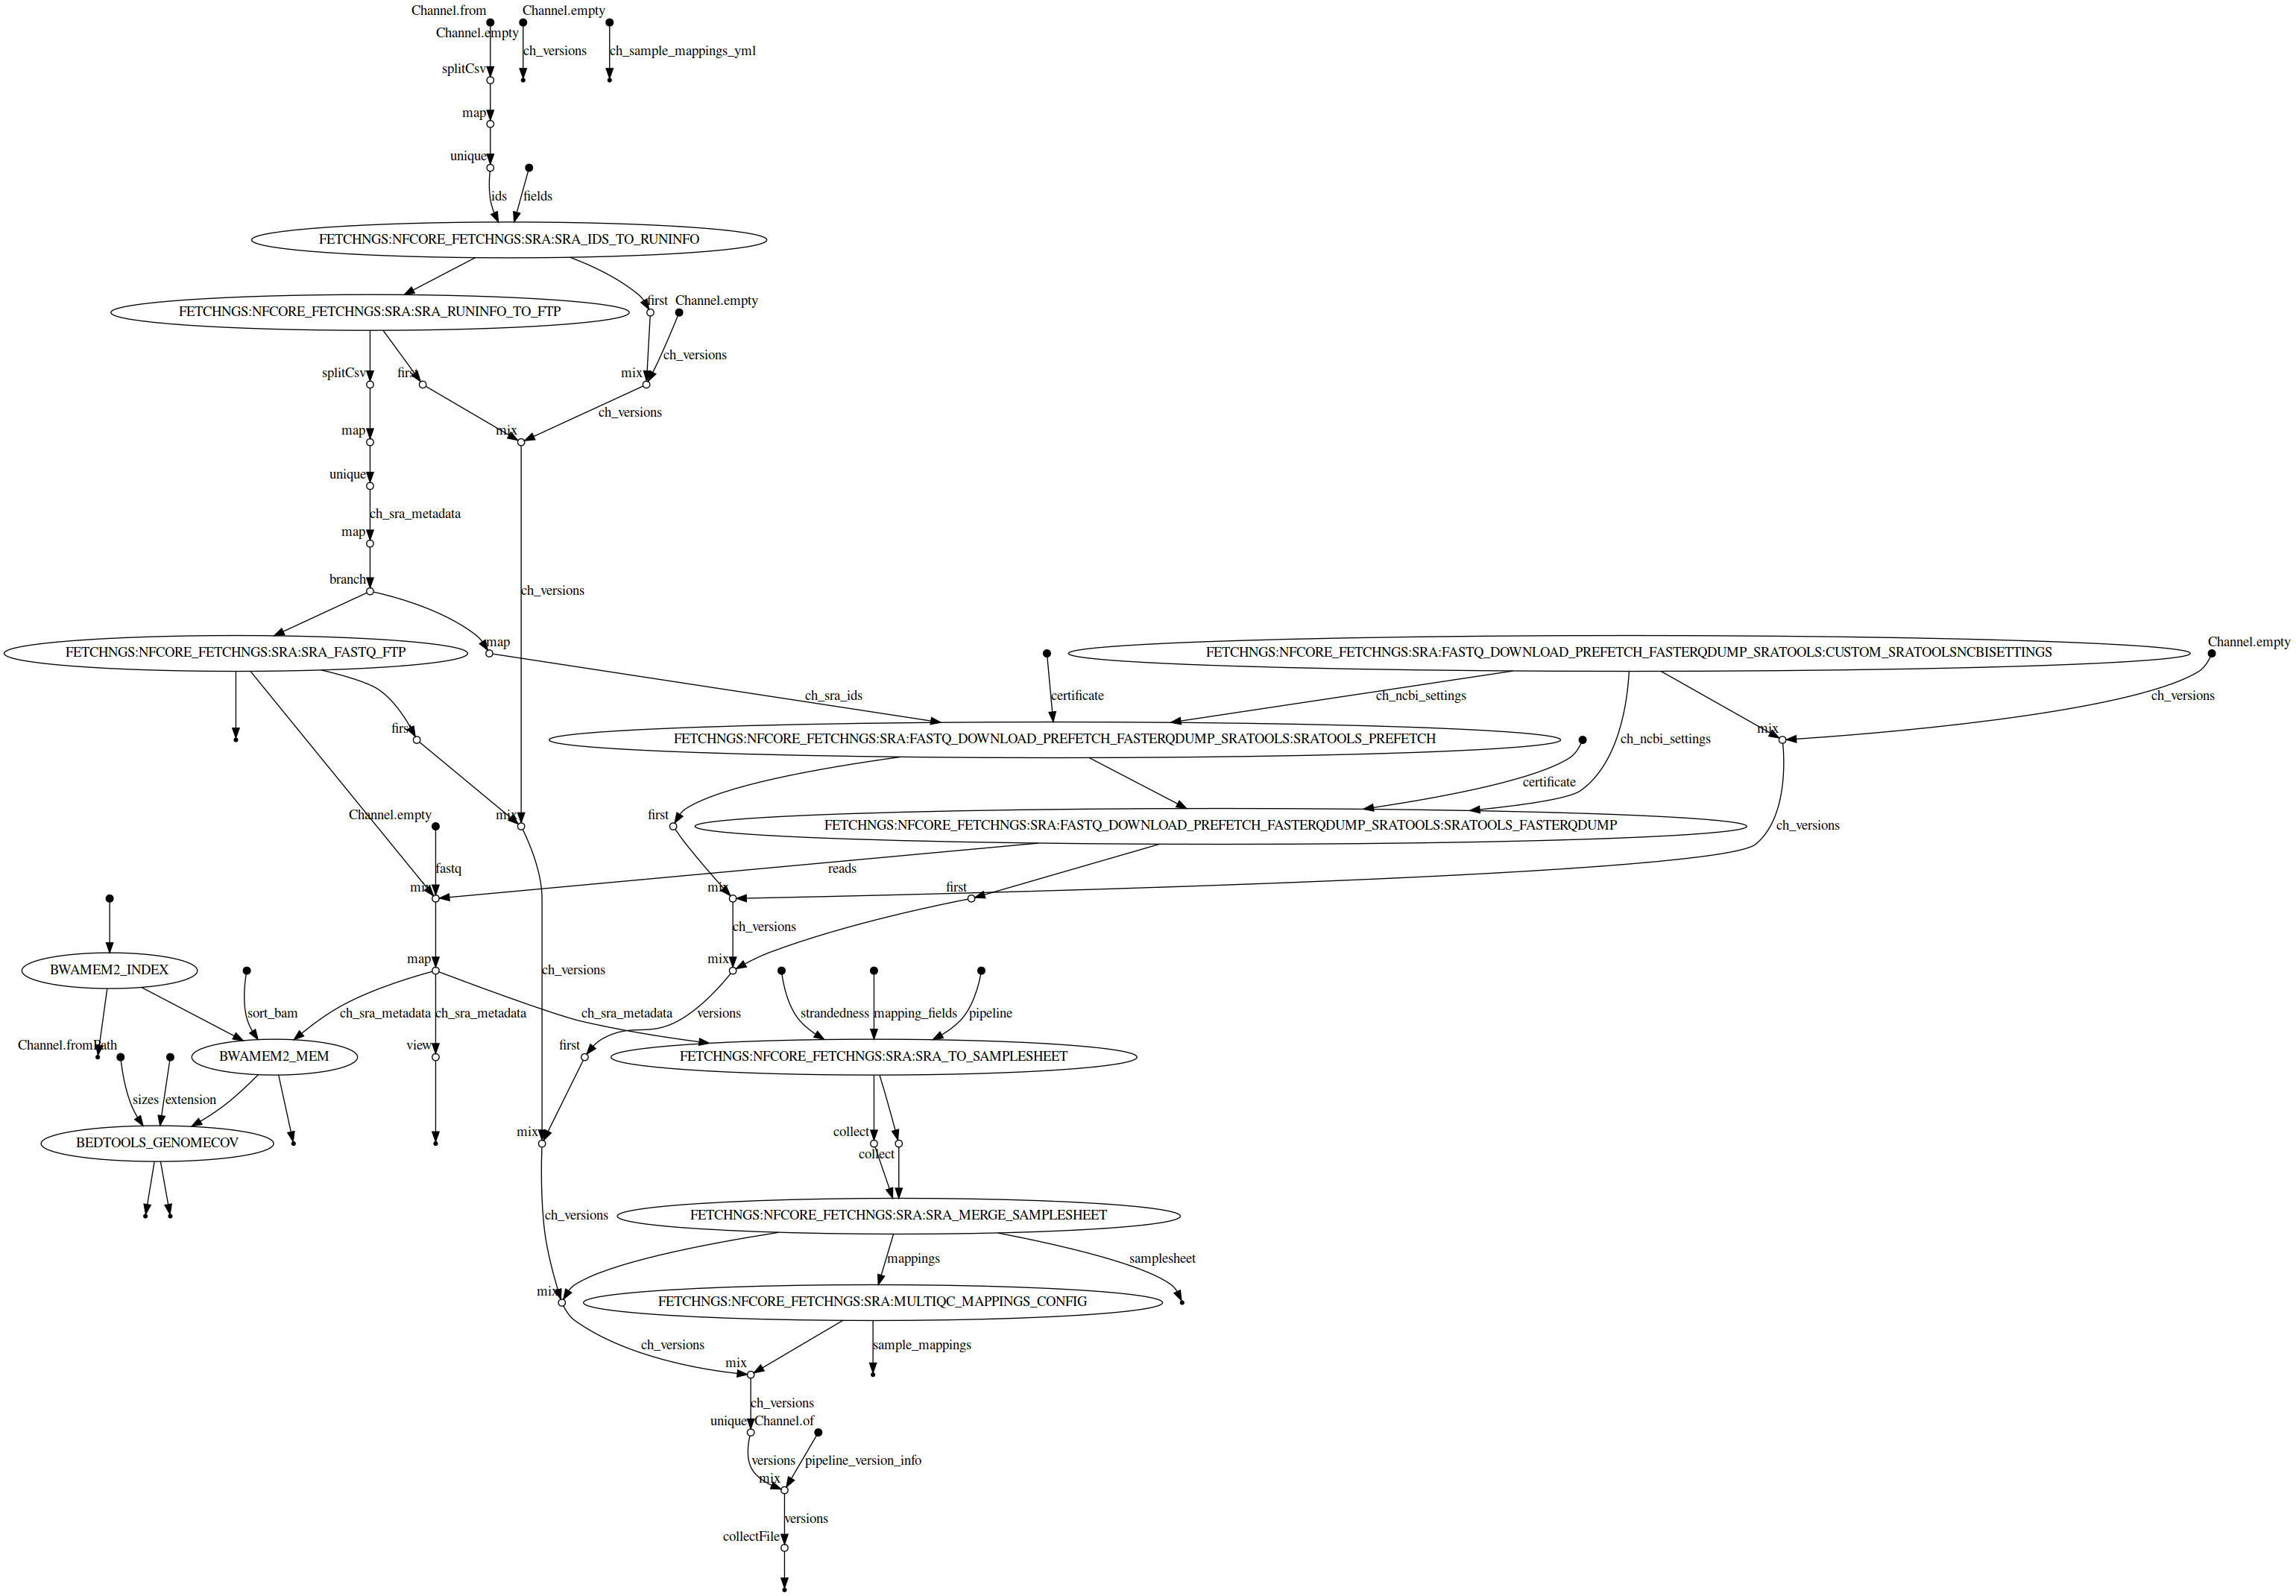 Channel.from
Channel.empty
Channel.empty
ch_versions
ch_sample_mappings_yml
splitCsv
map
unique
ids
fields
FETCHNGS:NFCORE_FETCHNGS:SRA:SRA_IDS_TO_RUNINFO
first
Channel.empty
FETCHNGS:NFCORE_FETCHNGS:SRA:SRA_RUNINFO_TO_FTP
ch_versions
splitCsv
first
mix
ch_versions
map
mix
unique
ch_sra_metadata
map
branch
ch_versions
map
Channel.empty
FETCHNGS:NFCORE_FETCHNGS:SRA:SRA_FASTQ_FTP
FETCHNGS:NFCORE_FETCHNGS:SRA:FASTQ_DOWNLOAD_PREFETCH_FASTERQDUMP_SRATOOLS:CUSTOM_SRATOOLSNCBISETTINGS
ch_sra_ids
certificate
ch_ncbi_settings
ch_versions
first
mix
FETCHNGS:NFCORE_FETCHNGS:SRA:FASTQ_DOWNLOAD_PREFETCH_FASTERQDUMP_SRATOOLS:SRATOOLS_PREFETCH
ch_ncbi_settings
certificate
Channel.empty
mix
first
FETCHNGS:NFCORE_FETCHNGS:SRA:FASTQ_DOWNLOAD_PREFETCH_FASTERQDUMP_SRATOOLS:SRATOOLS_FASTERQDUMP
ch_versions
fastq
reads
mix
mix
first
ch_versions
map
mix
BWAMEM2_INDEX
ch_versions
sort_bam
ch_sra_metadata
ch_sra_metadata
ch_sra_metadata
versions
strandedness
mapping_fields
pipeline
Channel.fromPath
view
first
BWAMEM2_MEM
FETCHNGS:NFCORE_FETCHNGS:SRA:SRA_TO_SAMPLESHEET
sizes
extension
mix
collect
BEDTOOLS_GENOMECOV
collect
ch_versions
FETCHNGS:NFCORE_FETCHNGS:SRA:SRA_MERGE_SAMPLESHEET
mappings
samplesheet
mix
FETCHNGS:NFCORE_FETCHNGS:SRA:MULTIQC_MAPPINGS_CONFIG
ch_versions
sample_mappings
mix
ch_versions
unique
Channel.of
versions
pipeline_version_info
mix
versions
collectFile